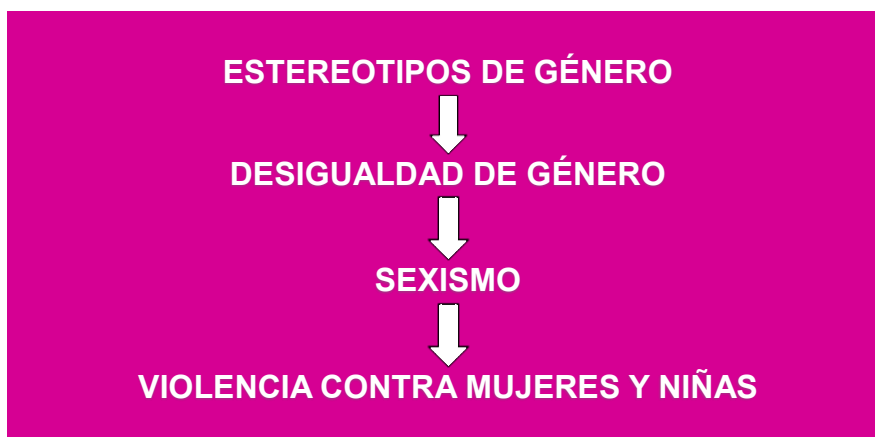 ESTEREOTIPOS DE GÉNERO
DESIGUALDAD DE GÉNERO
SEXISMO
VIOLENCIA CONTRA MUJERES Y NIÑAS